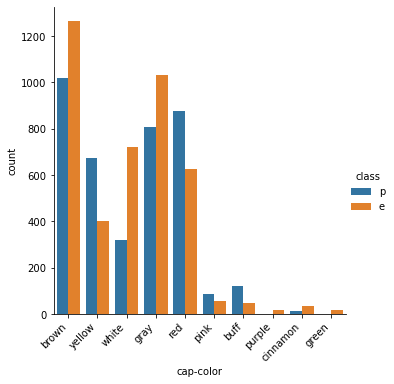 1200
1000
800
600
400
200
0
count
brown
yellow
white
gray
red
pink
buff
purple
cinnamon
green
cap-color
class
p
e